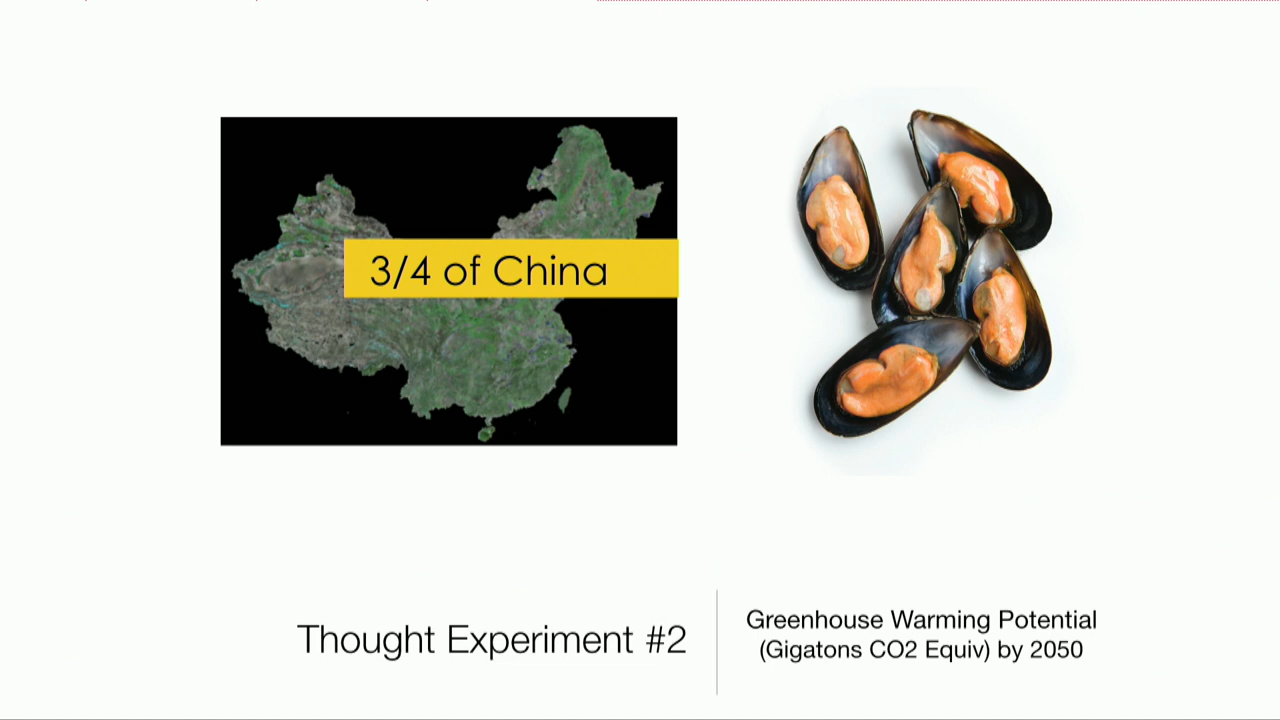 3/4 of China
Thought Experiment #2
Greenhouse Warming Potential
(Gigatons CO2 Equiv) by 2050